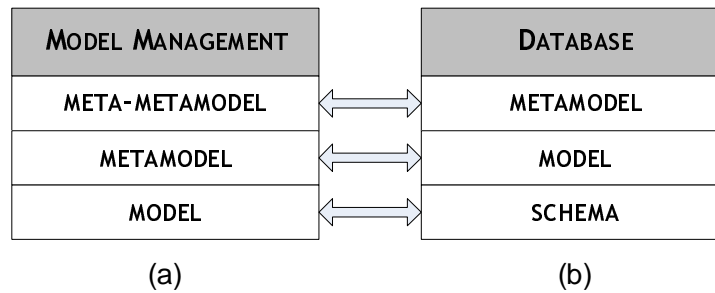 MODEL MANAGEMENT
META-METAMODEL
METAMODEL
MODEL
(a)
DATABASE
METAMODEL
MODEL
SCHEMA
(b)